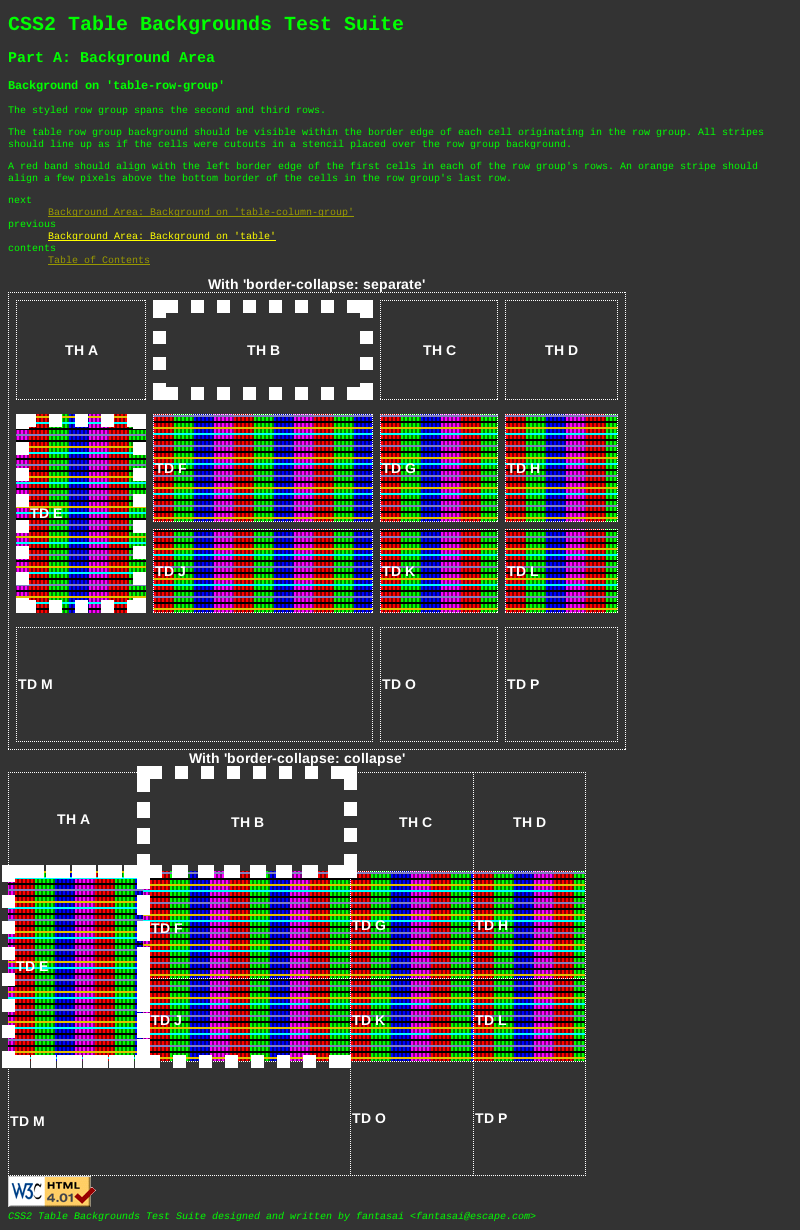 CSS2 Table Backgrounds Test Suite
Part A: Background Area
Background on 'table-row-group'
The styled row group spans the second and third rows.
The table row group background should be visible within the border edge of each cell originating in the row group. All stripes
should line up as if the cells were cutouts in a stencil placed over the row group background.
A red band should align with the left border edge of the first cells in each of the row group's rows. An orange stripe should
align a few pixels above the bottom border of the cells in the row group's last row.
next
Background Area: Background on 'table-column-group'
previous
Background Area: Background on 'table'
contents
Table of Contents
With 'border-collapse: separate'
TH A TH B TH C TH D
TD F TD G TD H
TD E
TD J TD K TD L
TD M TD O TD P
With 'border-collapse: collapse'
TH A TH B TH C TH D
TD F TD G TD H
TD E
TD J TD K TD L
TD M TD O TD P
W3C HTML 4.01
CSS2 Table Backgrounds Test Suite designed and written by fantasai <fantasai@escape.com>